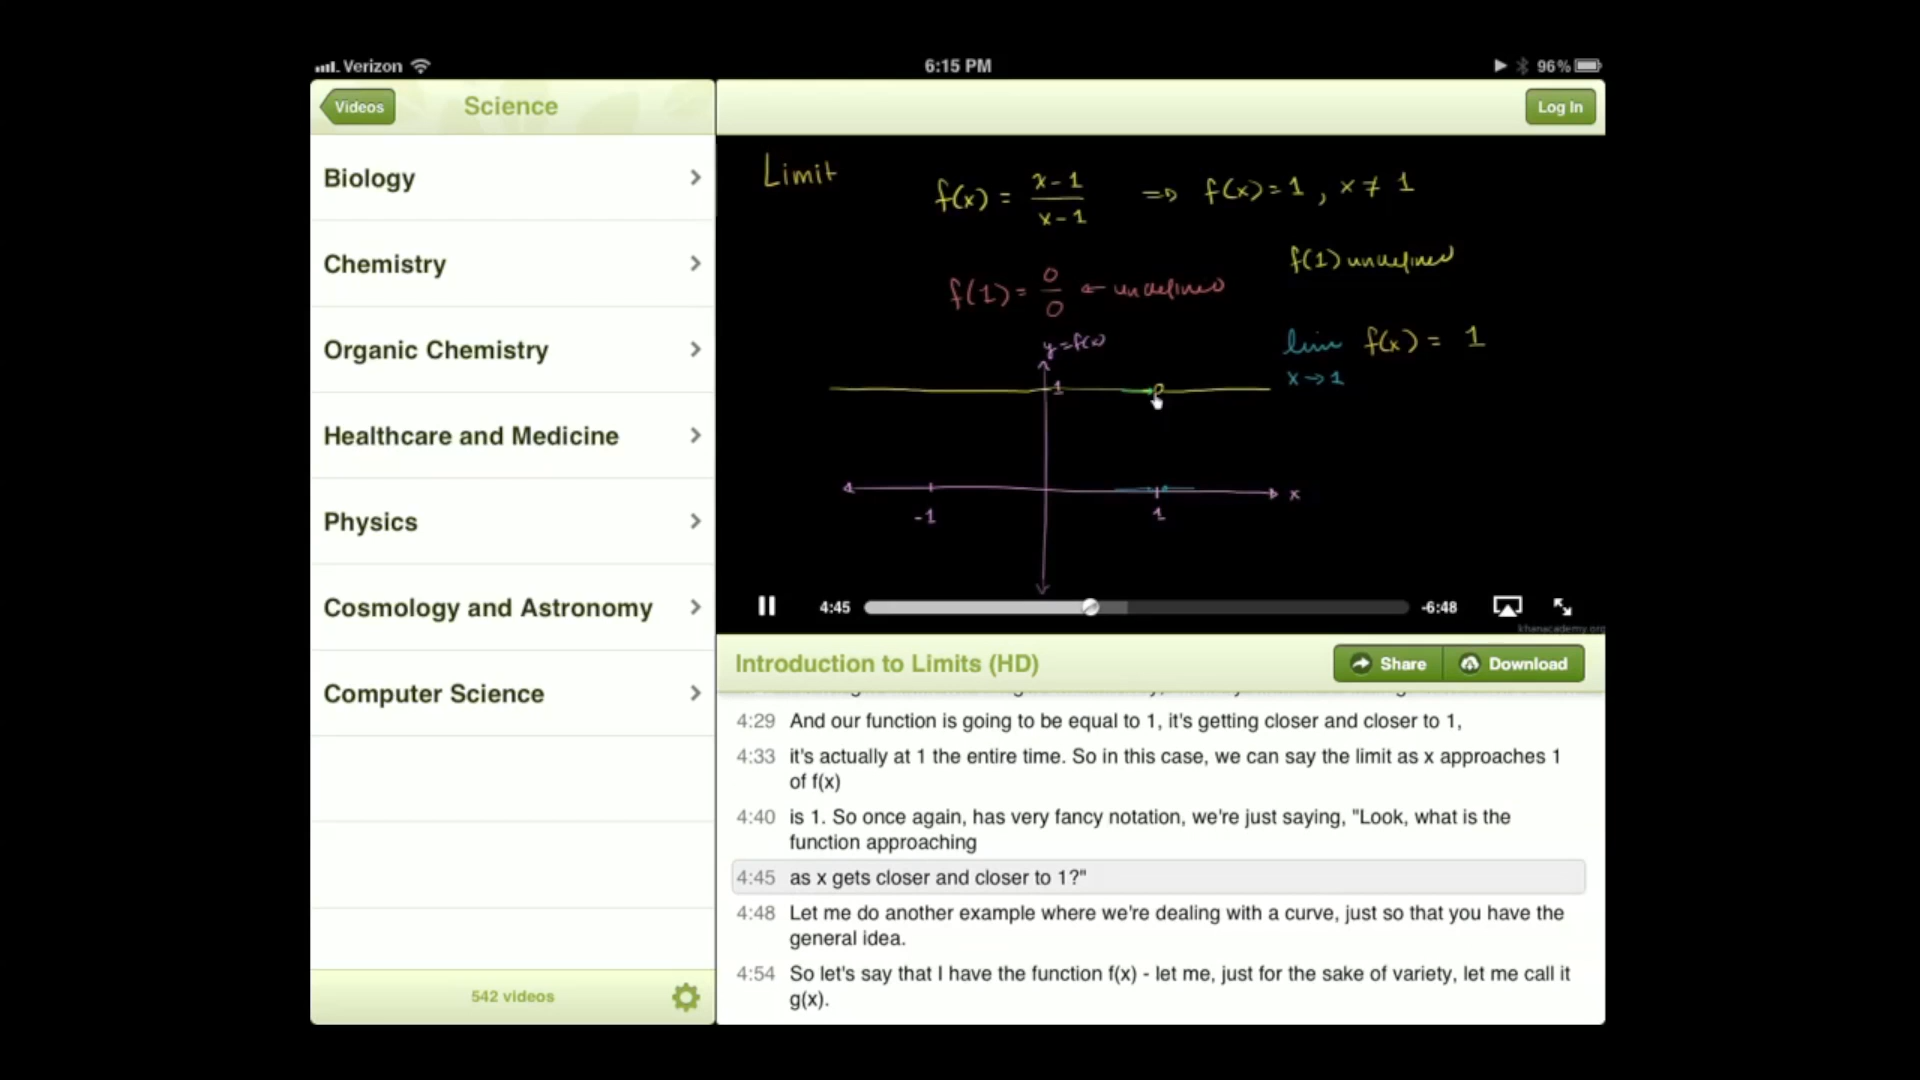 Verizon
6:15 PM
96%
Videos
Science
Log In
Biology
Chemistry
Organic Chemistry
Healthcare and Medicine
Physics
Cosmology and Astronomy
Computer Science
542 videos
Limit
f(x) = x-1 / x-1 ⇒ f(x)=1, x ≠ 1
f(1) undefined
f(1) = 0/0 ← undefined
y=f(x)
lim f(x) = 1
x→1
1
x
-1
1
4:45
-6:48
khanacademy.org
Introduction to Limits (HD)
Share
Download
4:29 And our function is going to be equal to 1, it's getting closer and closer to 1,
4:33 it's actually at 1 the entire time. So in this case, we can say the limit as x approaches 1
of f(x)
4:40 is 1. So once again, has very fancy notation, we're just saying, "Look, what is the
function approaching
4:45 as x gets closer and closer to 1?"
4:48 Let me do another example where we're dealing with a curve, just so that you have the
general idea.
4:54 So let's say that I have the function f(x) - let me, just for the sake of variety, let me call it
g(x).